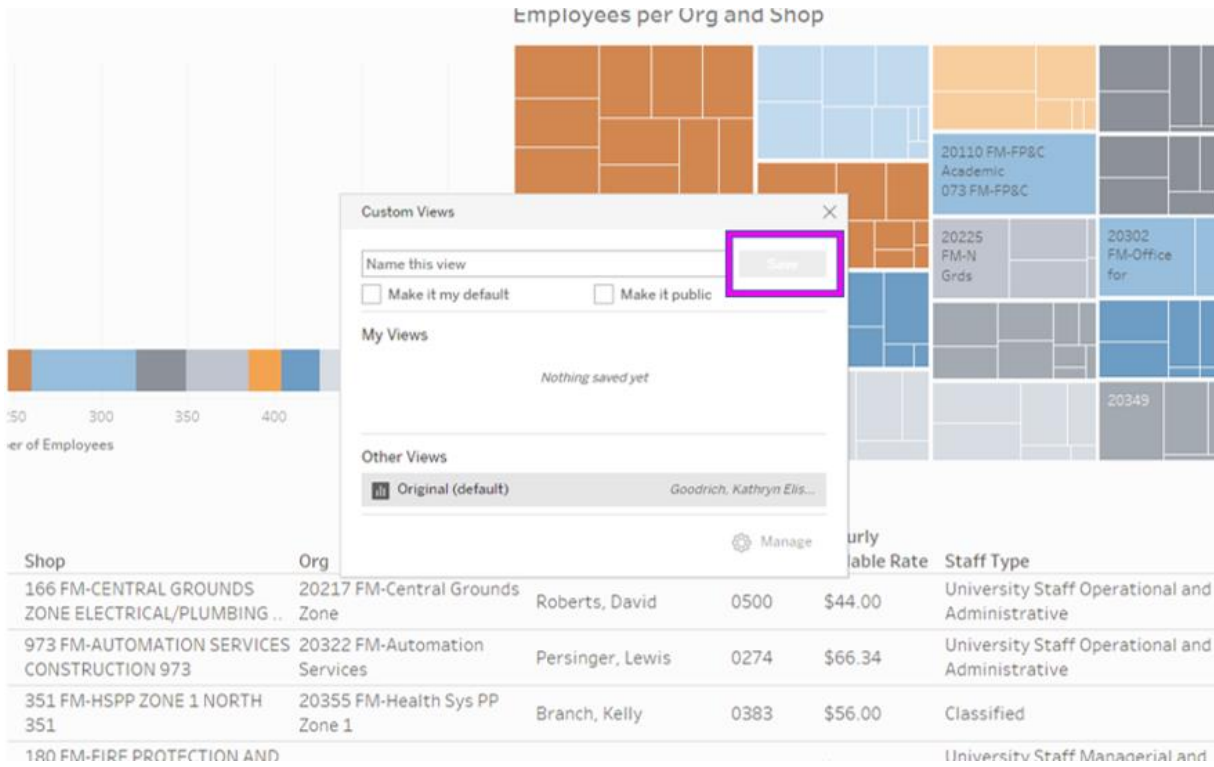 Employees per Org and Shop
20110 FM-FP&C
Academic
073 FM-FP&C
20225
FM-N
Grds
20302
FM-Office
for
20349
Custom Views
Name this view
Save
Make it my default
Make it public
My Views
Nothing saved yet
Other Views
Original (default)
Goodrich, Kathryn Elis...
Manage
300
350
400
er of Employees
Shop
Org
urly
lable Rate
Staff Type
166 FM-CENTRAL GROUNDS
ZONE ELECTRICAL/PLUMBING ..
20217 FM-Central Grounds
Zone
Roberts, David
0500
$44.00
University Staff Operational and
Administrative
973 FM-AUTOMATION SERVICES
CONSTRUCTION 973
20322 FM-Automation
Services
Persinger, Lewis
0274
$66.34
University Staff Operational and
Administrative
351 FM-HSPP ZONE 1 NORTH
351
20355 FM-Health Sys PP
Zone 1
Branch, Kelly
0383
$56.00
Classified
180 FM-FIRE PROTECTION AND
University Staff Managerial and